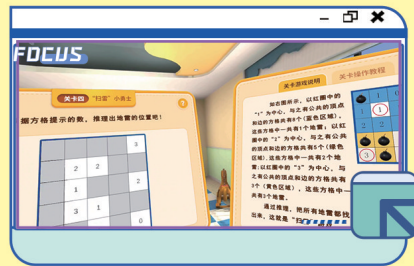 FOCUS
关卡四 "扫雷"小勇士
?
据方格提示的数，推理出地雷的位置吧！
3
2 2
1
3 1
0
关卡游戏说明
关卡操作教程
如右图所示，以红圈中的
"1"为中心，与之有公共的顶点
和边的方格共有8个（蓝色区域），
这些方格中一共有1个地雷；以红
圈中的"2"为中心，与之有公共
的顶点和边的方格共有5个（绿色
区域），这些方格中一共有2个地
雷；以红圈中的"3"为中心，与
之有公共的顶点和边的方格共有
3个（黄色区域），这些方格中一
共有3个地雷。
通过推理，把所有地雷都找
出来，这就是"扫
1
1 1
2 2
3